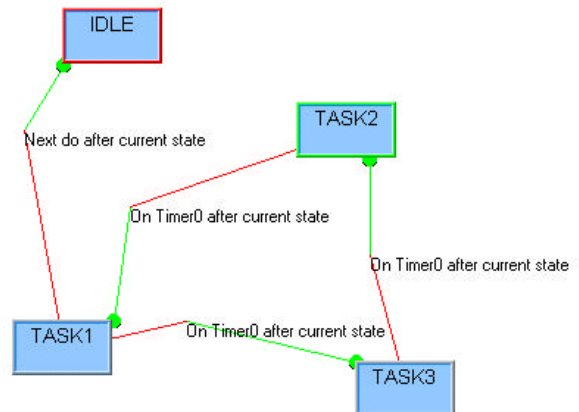 IDLE
TASK2
Next do after current state
On Timer0 after current state
On Timer0 after current state
TASK1
On Timer0 after current state
TASK3